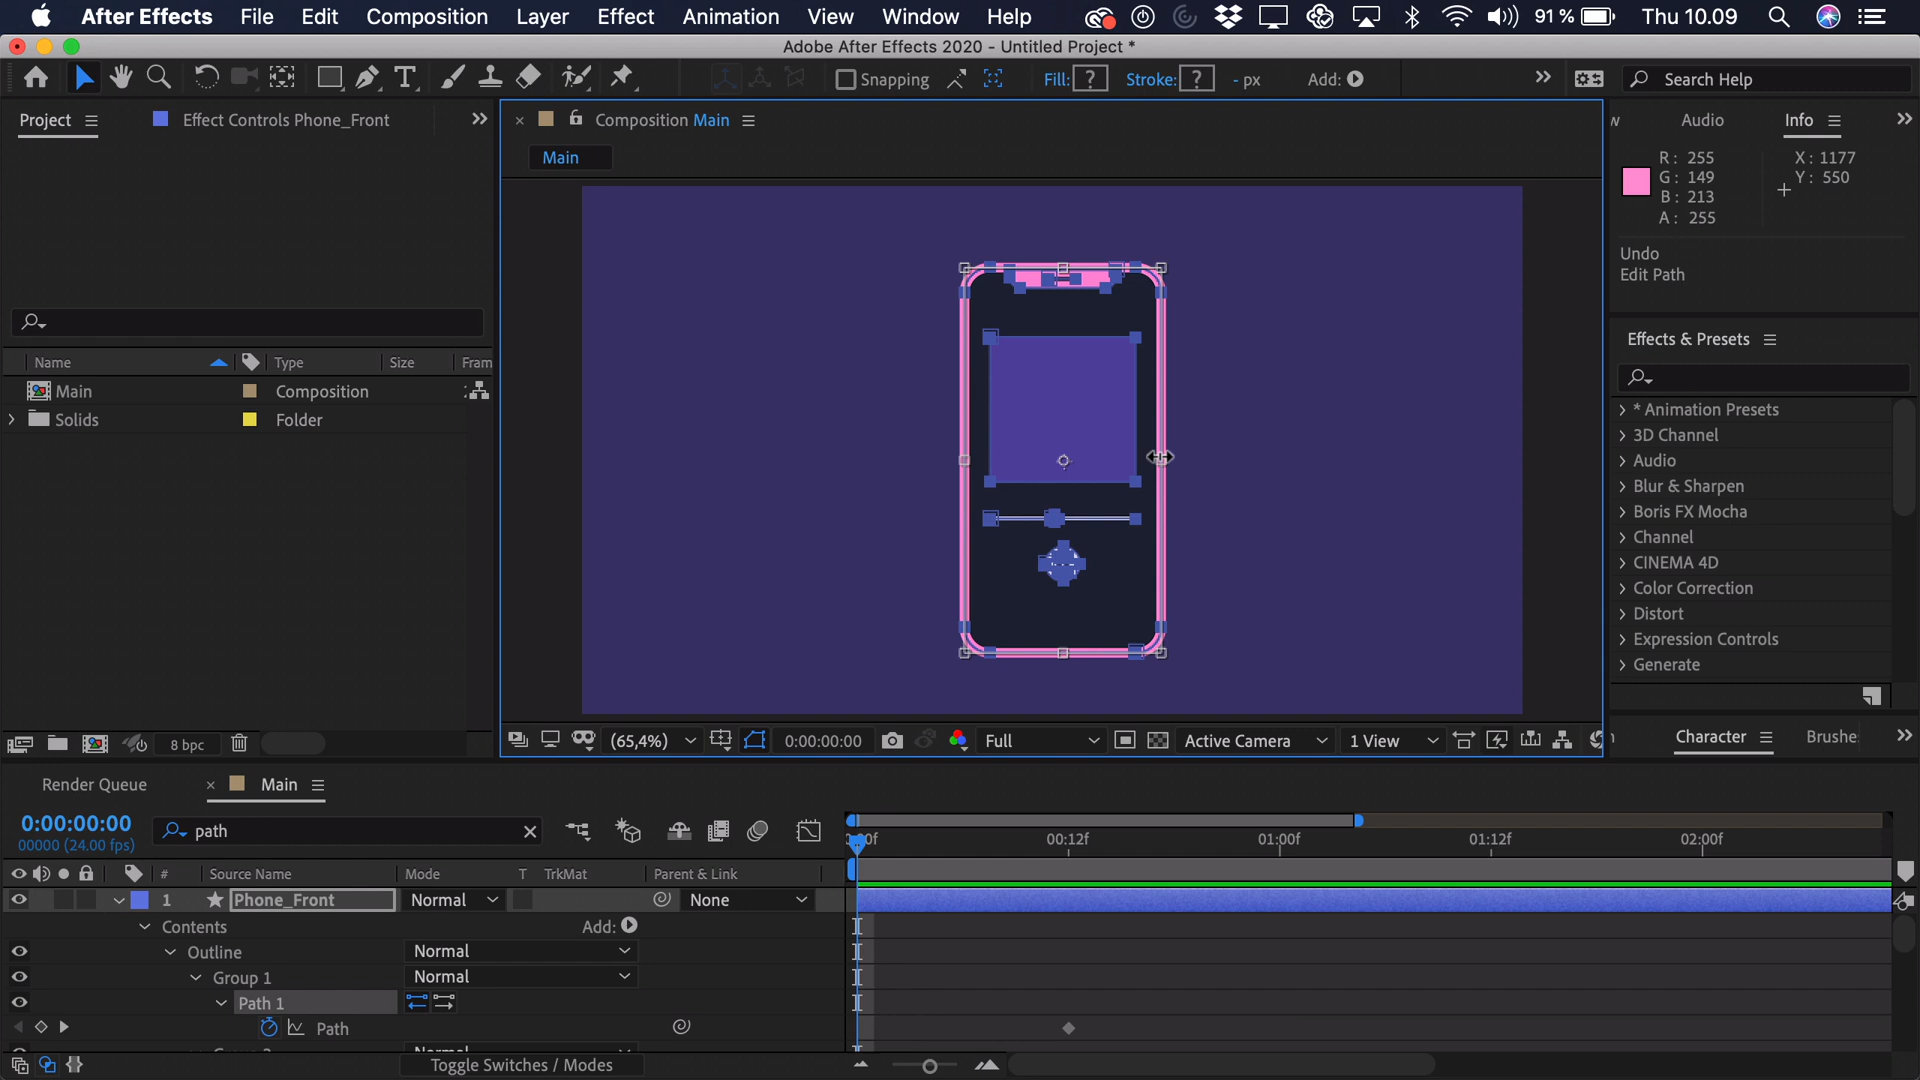 After Effects File Edit Composition Layer Effect Animation View Window Help 91 % Thu 10.09
Adobe After Effects 2020 - Untitled Project *
Snapping Fill: ? Stroke: ? - px Add: Search Help
Project Effect Controls Phone_Front
Composition Main
Main
Audio Info
R: 255 X: 1177
G: 149 Y: 550
B: 213
A: 255
Undo
Edit Path
Effects & Presets
* Animation Presets
3D Channel
Audio
Blur & Sharpen
Boris FX Mocha
Channel
CINEMA 4D
Color Correction
Distort
Expression Controls
Generate
Name Type Size Fram
Main Composition
Solids Folder
8 bpc
(65,4%) 0:00:00:00 Full Active Camera 1 View
Character Brushe
Render Queue Main
0:00:00:00
00000 (24.00 fps)
path
00f 00:12f 01:00f 01:12f 02:00f
# Source Name Mode T TrkMat Parent & Link
1 Phone_Front Normal None
Contents Add:
Outline Normal
Group 1 Normal
Path 1
Path
Toggle Switches / Modes